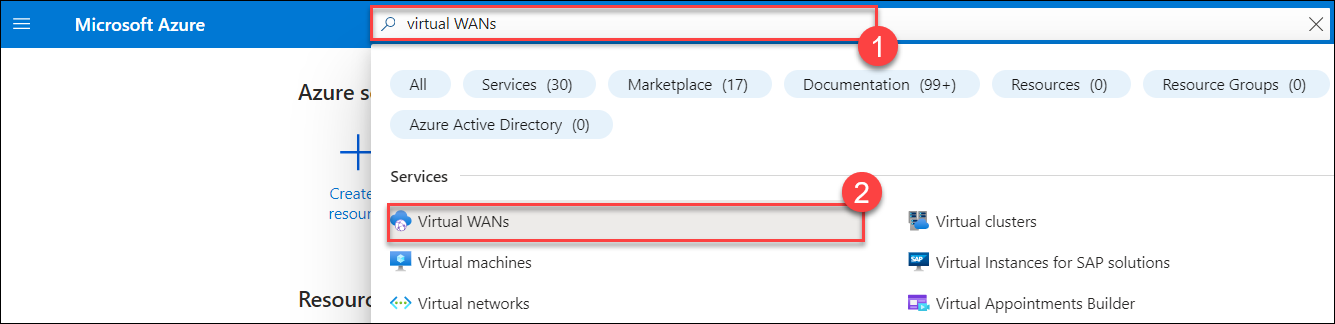 Microsoft Azure
virtual WANs
1
All
Services (30)
Marketplace (17)
Documentation (99+)
Resources (0)
Resource Groups (0)
Azure Active Directory (0)
Azure s
Create
resour
Resour
Services
2
Virtual WANs
Virtual clusters
Virtual machines
SAP
Virtual Instances for SAP solutions
Virtual networks
Virtual Appointments Builder